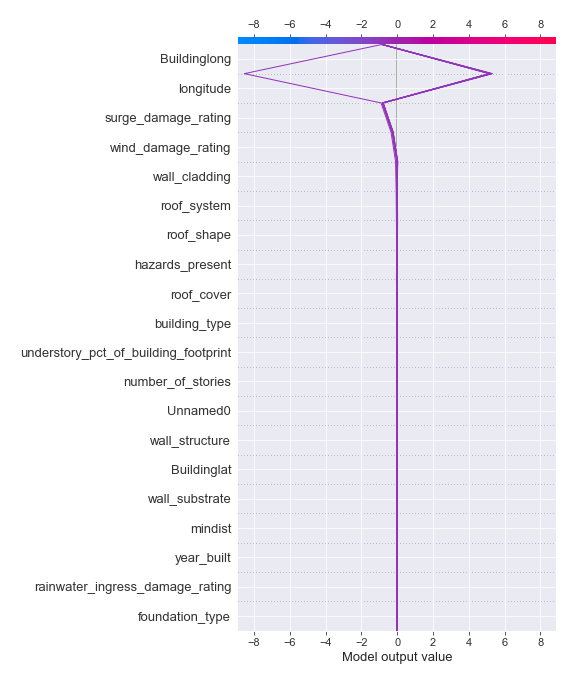 −8 −6 −4 −2 0 2 4 6 8
Buildinglong
longitude
surge_damage_rating
wind_damage_rating
wall_cladding
roof_system
roof_shape
hazards_present
roof_cover
building_type
understory_pct_of_building_footprint
number_of_stories
Unnamed0
wall_structure
Buildinglat
wall_substrate
mindist
year_built
rainwater_ingress_damage_rating
foundation_type
−8 −6 −4 −2 0 2 4 6 8
Model output value